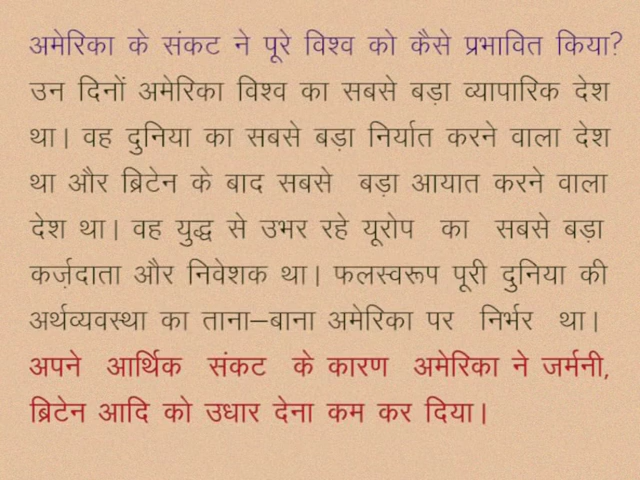 अमेरिका के संकट ने पूरे विश्व को कैसे प्रभावित किया?
उन दिनों अमेरिका विश्व का सबसे बड़ा व्यापारिक देश
था। वह दुनिया का सबसे बड़ा निर्यात करने वाला देश
था और ब्रिटेन के बाद सबसे बड़ा आयात करने वाला
देश था। वह युद्ध से उभर रहे यूरोप का सबसे बड़ा
कर्ज़दाता और निवेशक था। फलस्वरूप पूरी दुनिया की
अर्थव्यवस्था का ताना–बाना अमेरिका पर निर्भर था।
अपने आर्थिक संकट के कारण अमेरिका ने जर्मनी,
ब्रिटेन आदि को उधार देना कम कर दिया।